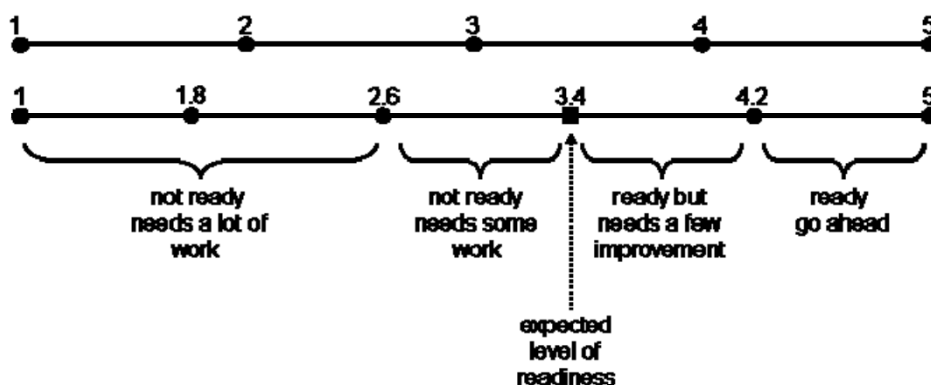 1 2 3 4 5
1 1.8 2.6 3.4 4.2 5
not ready
needs a lot of
work
not ready
needs some
work
ready but
needs a few
improvement
ready
go ahead
expected
level of
readiness